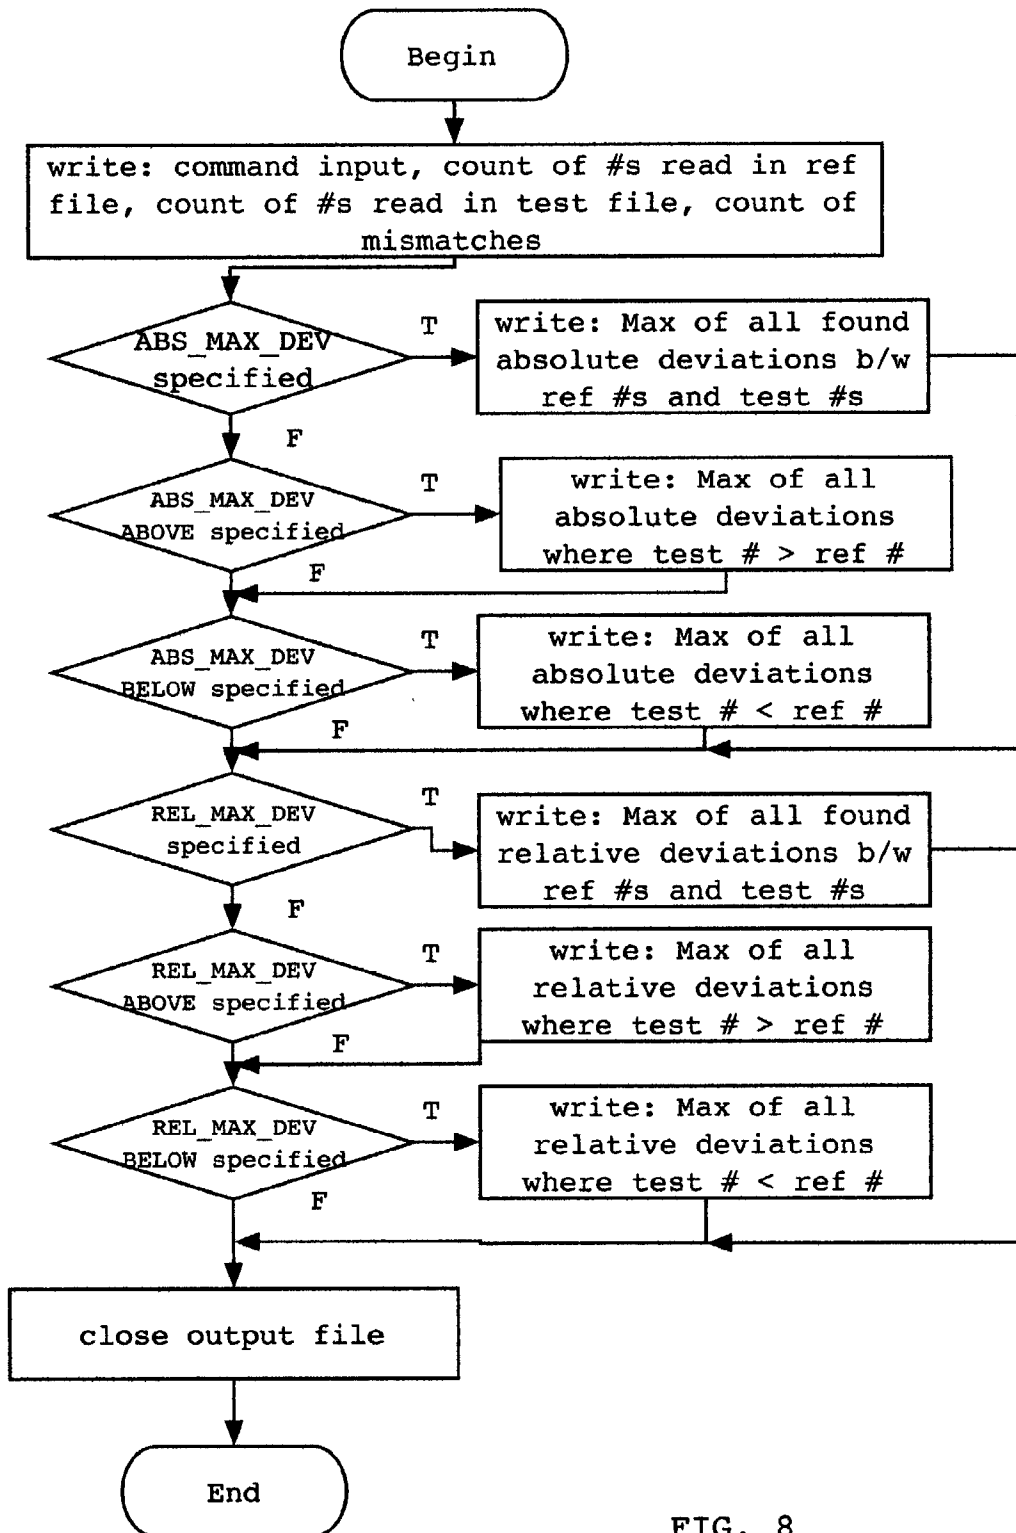 Begin
write: command input, count of #s read in ref
file, count of #s read in test file, count of
mismatches
ABS_MAX_DEV
specified
T
write: Max of all found
absolute deviations b/w
ref #s and test #s
F
ABS_MAX_DEV
ABOVE specified
T
write: Max of all
absolute deviations
where test # > ref #
F
ABS_MAX_DEV
BELOW specified
T
write: Max of all
absolute deviations
where test # < ref #
F
REL_MAX_DEV
specified
T
write: Max of all found
relative deviations b/w
ref #s and test #s
F
REL_MAX_DEV
ABOVE specified
T
write: Max of all
relative deviations
where test # > ref #
F
REL_MAX_DEV
BELOW specified
T
write: Max of all
relative deviations
where test # < ref #
F
close output file
End
FIG. 8